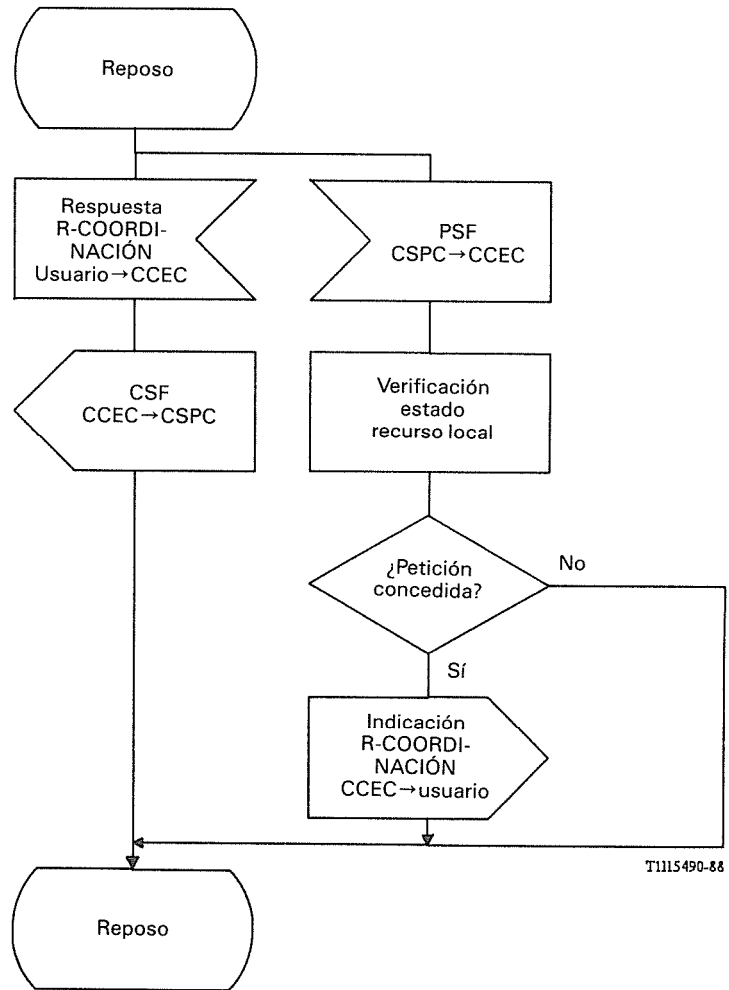 Reposo
Respuesta
R-COORDI-
NACIÓN
Usuario→CCEC
PSF
CSPC→CCEC
CSF
CCEC→CSPC
Verificación
estado
recurso local
¿Petición
concedida?
No
Sí
Indicación
R-COORDI-
NACIÓN
CCEC→usuario
T1115490-88
Reposo